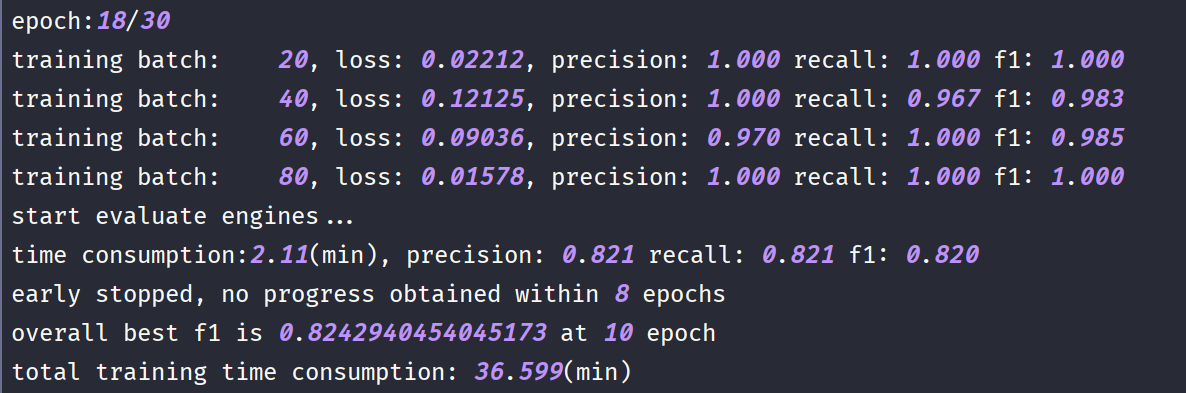 epoch:18/30
training batch:    20, loss: 0.02212, precision: 1.000 recall: 1.000 f1: 1.000
training batch:    40, loss: 0.12125, precision: 1.000 recall: 0.967 f1: 0.983
training batch:    60, loss: 0.09036, precision: 0.970 recall: 1.000 f1: 0.985
training batch:    80, loss: 0.01578, precision: 1.000 recall: 1.000 f1: 1.000
start evaluate engines...
time consumption:2.11(min), precision: 0.821 recall: 0.821 f1: 0.820
early stopped, no progress obtained within 8 epochs
overall best f1 is 0.8242940454045173 at 10 epoch
total training time consumption: 36.599(min)